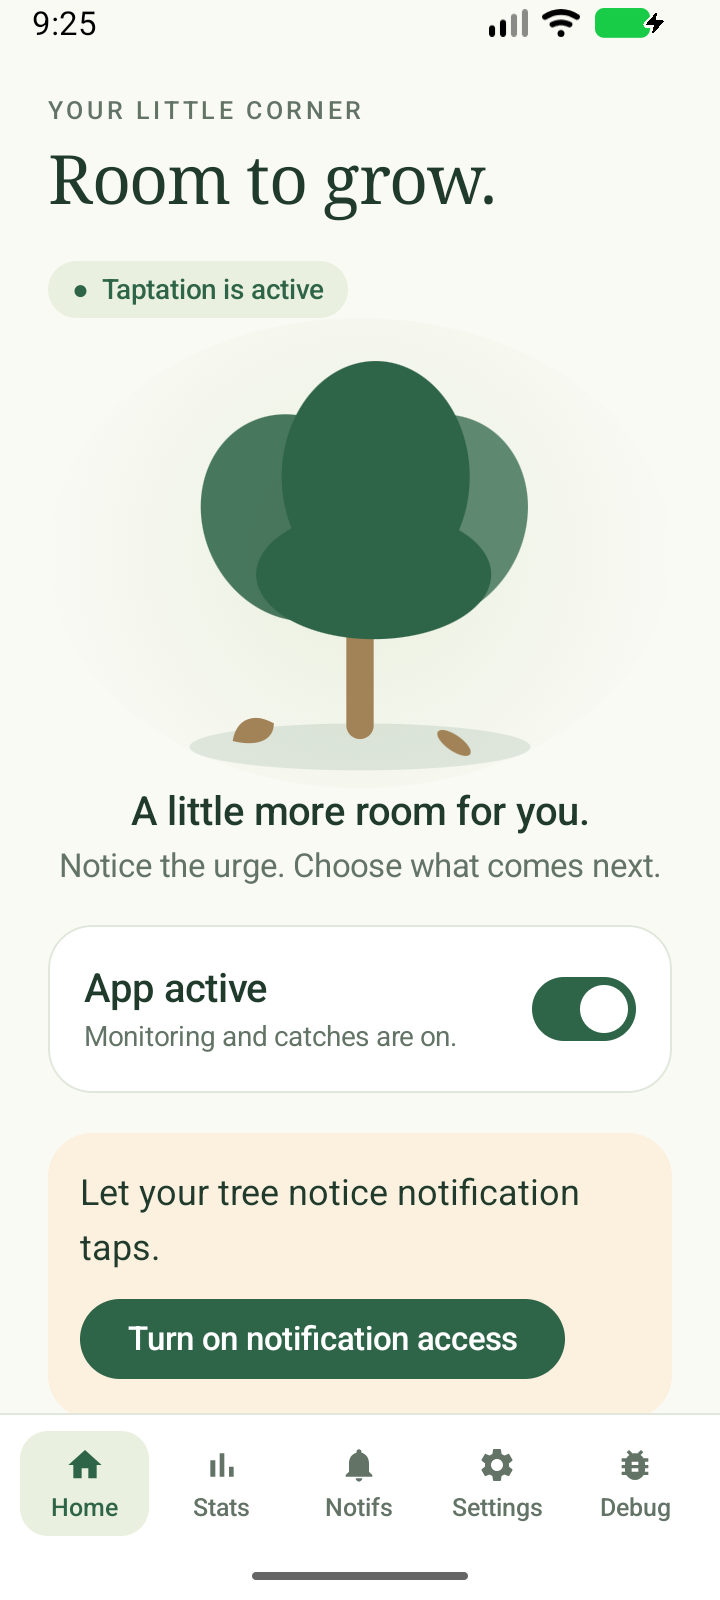 9:25
YOUR LITTLE CORNER
Room to grow.
Taptation is active
A little more room for you.
Notice the urge. Choose what comes next.
App active
Monitoring and catches are on.
Let your tree notice notification
taps.
Turn on notification access
Home
Stats
Notifs
Settings
Debug